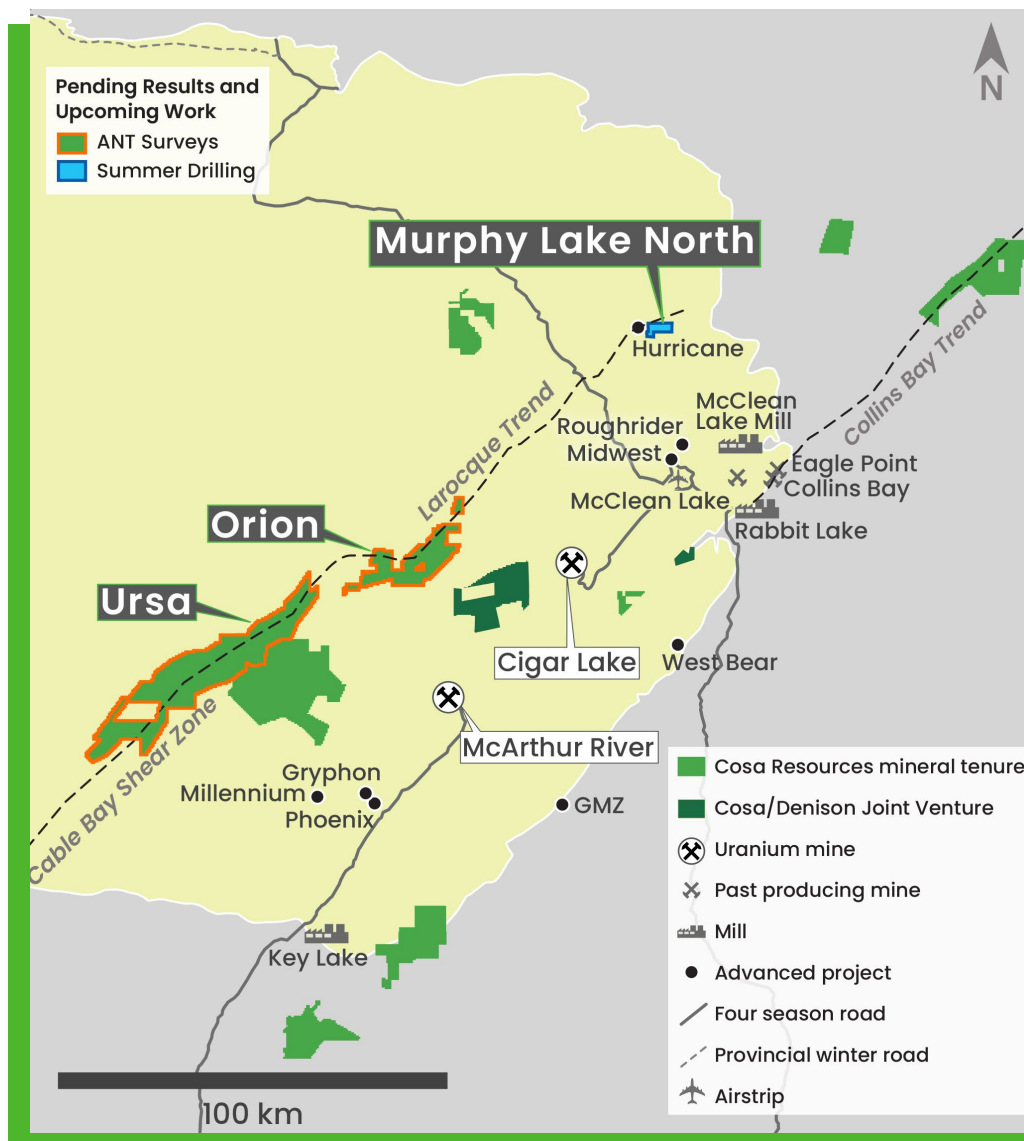 Pending Results and
Upcoming Work
ANT Surveys
Summer Drilling
N
Murphy Lake North
Hurricane
Collins Bay Trend
Larocque Trend
McClean
Lake Mill
Roughrider
Midwest
McClean Lake
Eagle Point
Collins Bay
Rabbit Lake
Orion
Ursa
Cigar Lake
West Bear
McArthur River
Cable Bay Shear Zone
Gryphon
Millennium
Phoenix
GMZ
Key Lake
100 km
Cosa Resources mineral tenure
Cosa/Denison Joint Venture
Uranium mine
Past producing mine
Mill
Advanced project
Four season road
Provincial winter road
Airstrip